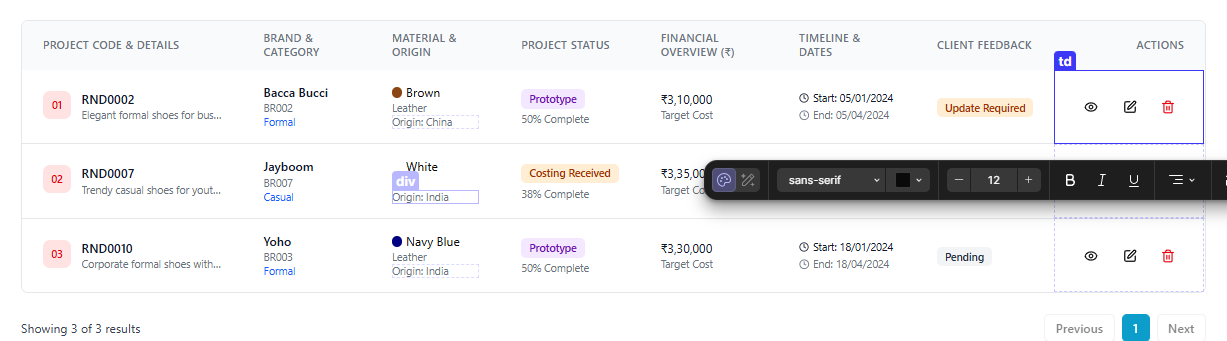 PROJECT CODE & DETAILS
BRAND & CATEGORY
MATERIAL & ORIGIN
PROJECT STATUS
FINANCIAL OVERVIEW (₹)
TIMELINE & DATES
CLIENT FEEDBACK
ACTIONS
td
01
RND0002
Elegant formal shoes for bus...
Bacca Bucci
BR002
Formal
Brown
Leather
Origin: China
Prototype
50% Complete
₹3,10,000
Target Cost
Start: 05/01/2024
End: 05/04/2024
Update Required
02
RND0007
Trendy casual shoes for yout...
Jayboom
BR007
Casual
White
div
Origin: India
Costing Received
38% Complete
₹3,35,00
Target Co
sans-serif
12
B I U
03
RND0010
Corporate formal shoes with...
Yoho
BR003
Formal
Navy Blue
Leather
Origin: India
Prototype
50% Complete
₹3,30,000
Target Cost
Start: 18/01/2024
End: 18/04/2024
Pending
Showing 3 of 3 results
Previous
1
Next